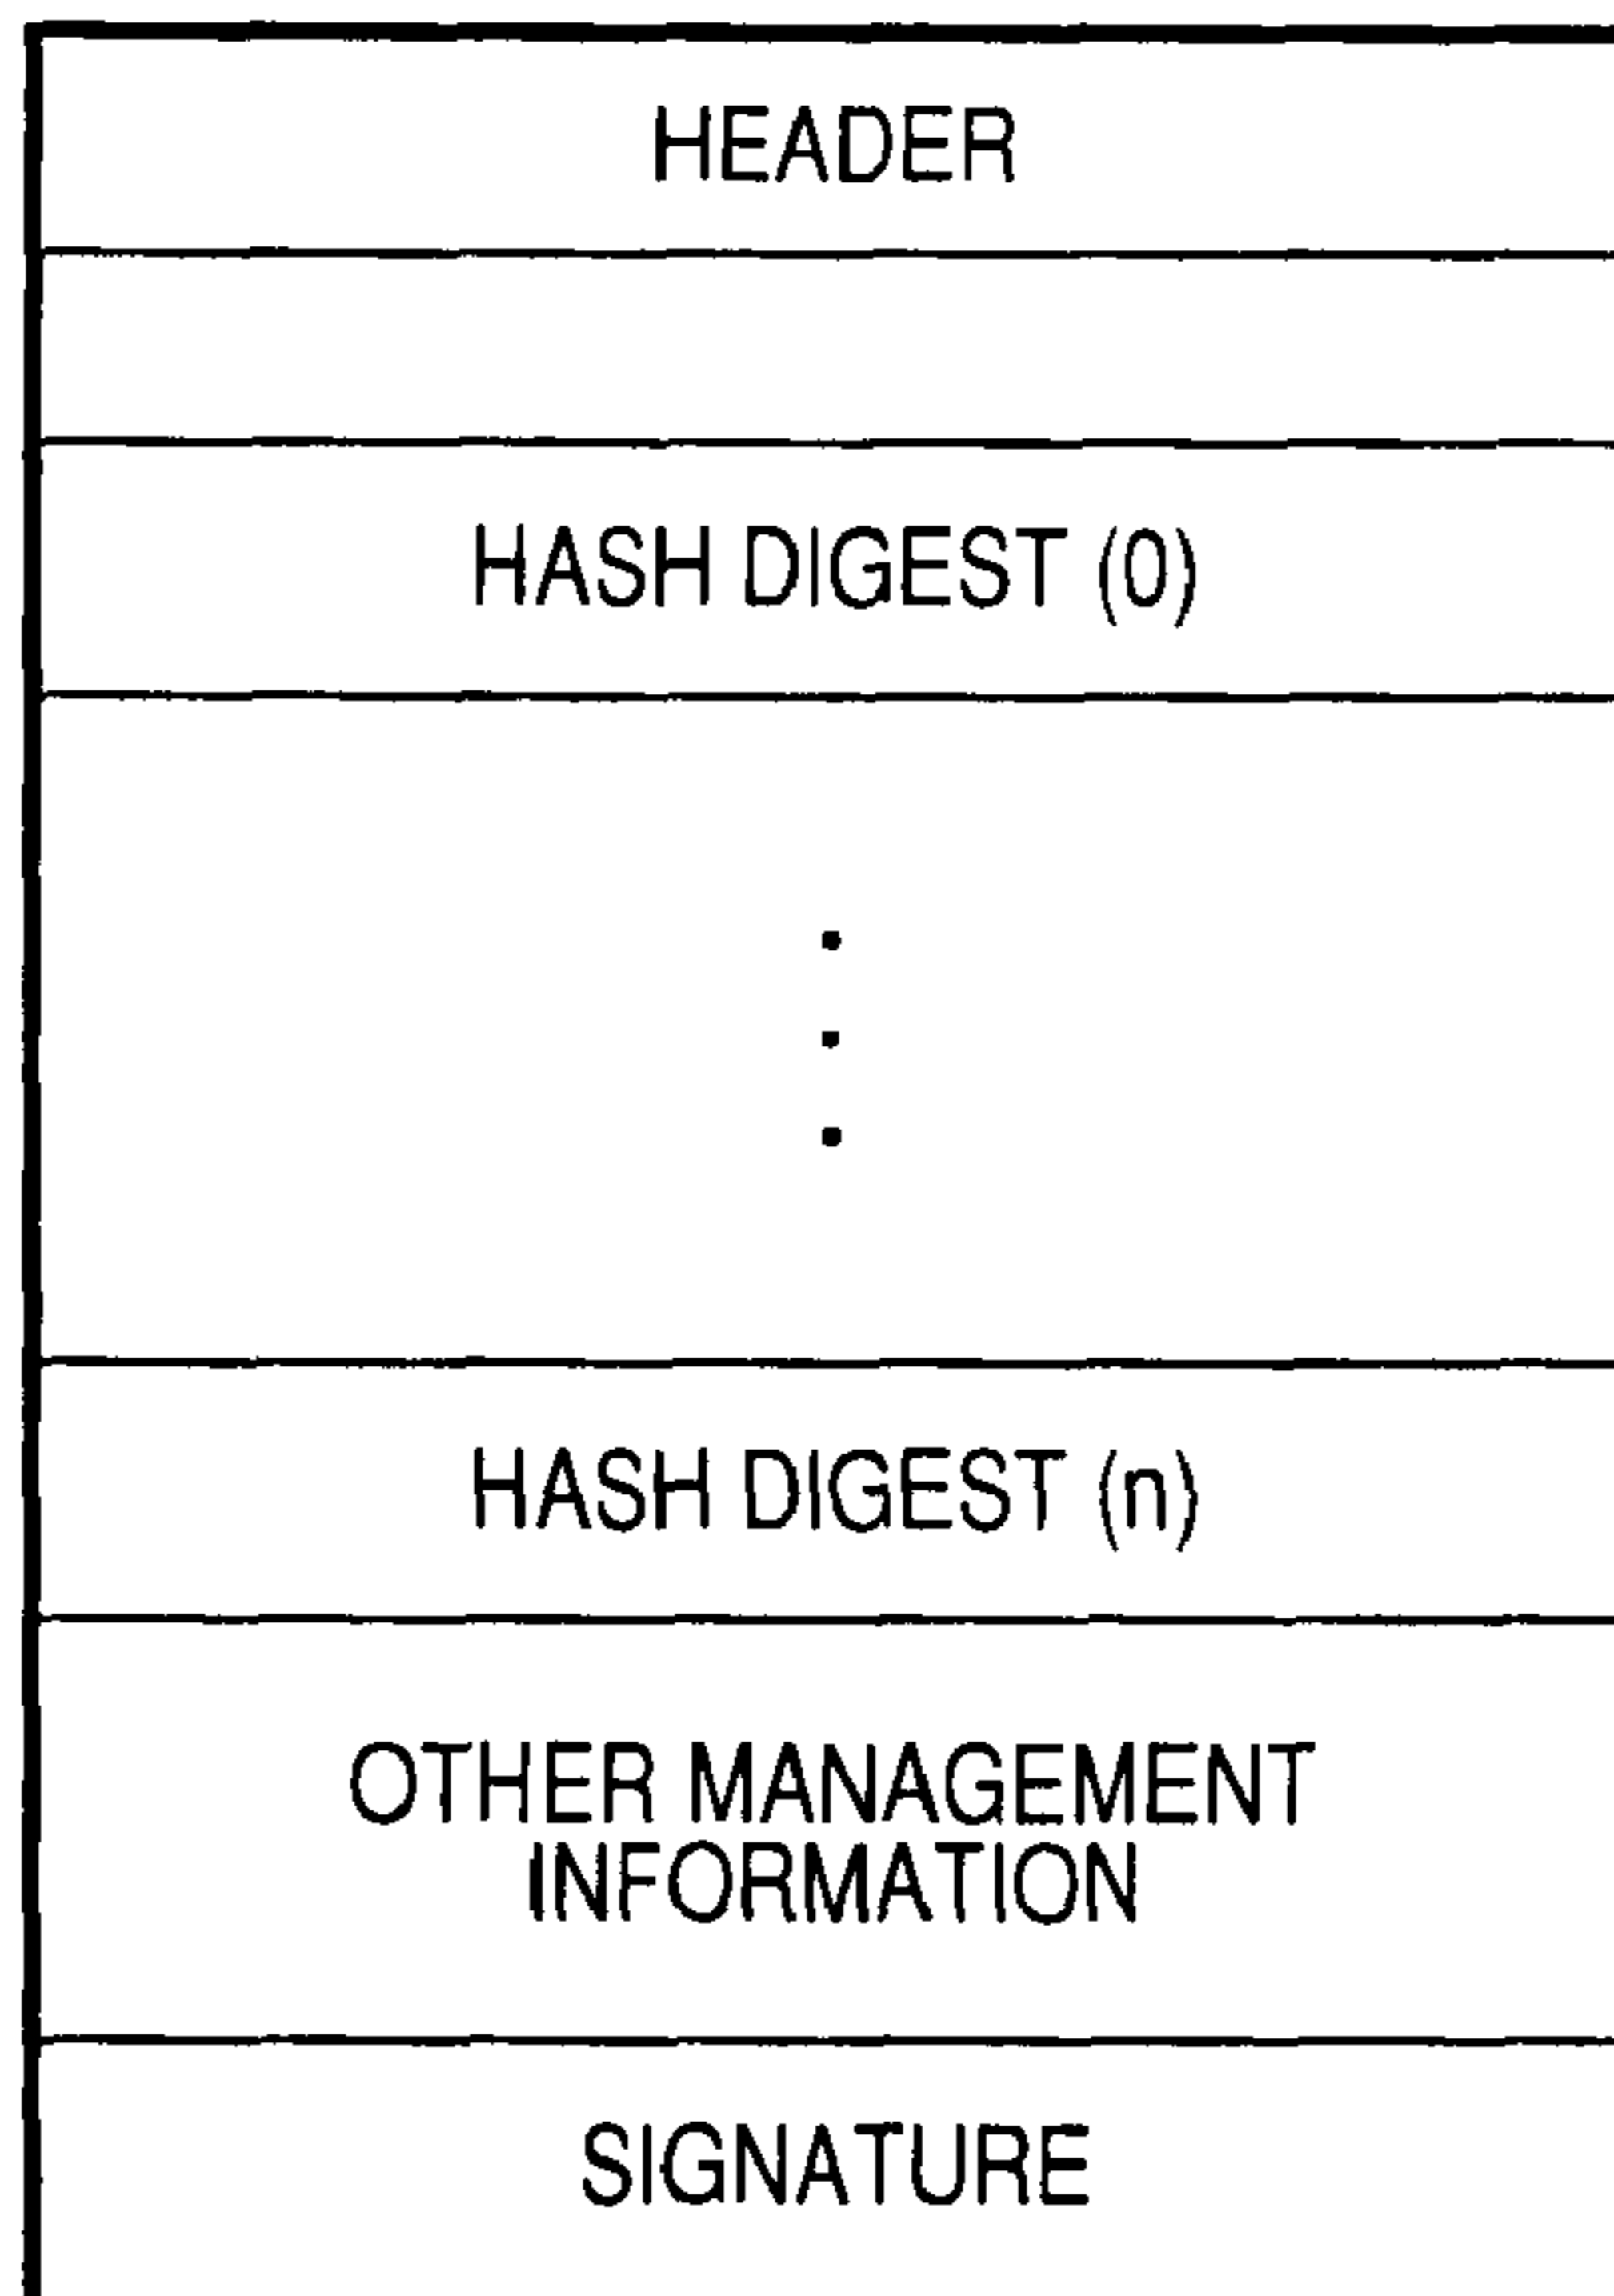 HEADER
HASH DIGEST (0)
HASH DIGEST (n)
OTHER MANAGEMENT
INFORMATION
SIGNATURE